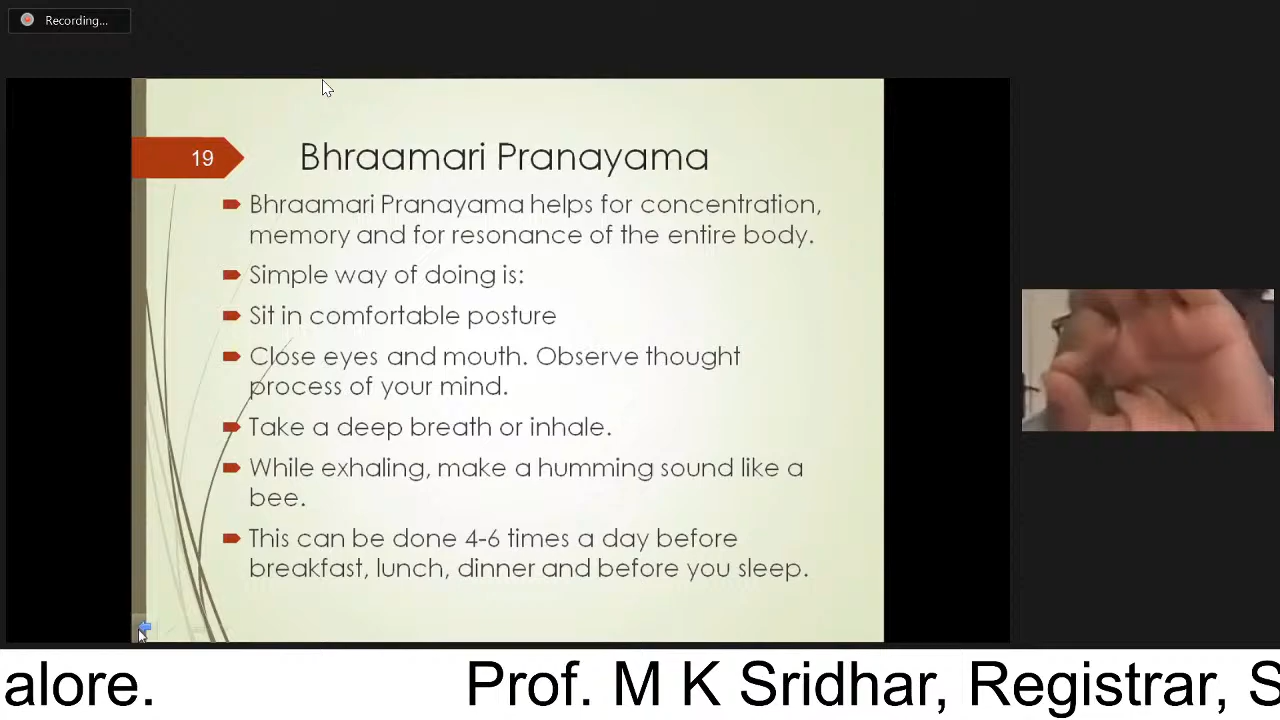 Recording...
19
Bhraamari Pranayama
Bhraamari Pranayama helps for concentration,
memory and for resonance of the entire body.
Simple way of doing is:
Sit in comfortable posture
Close eyes and mouth. Observe thought
process of your mind.
Take a deep breath or inhale.
While exhaling, make a humming sound like a
bee.
This can be done 4-6 times a day before
breakfast, lunch, dinner and before you sleep.
alore. Prof. M K Sridhar, Registrar, S